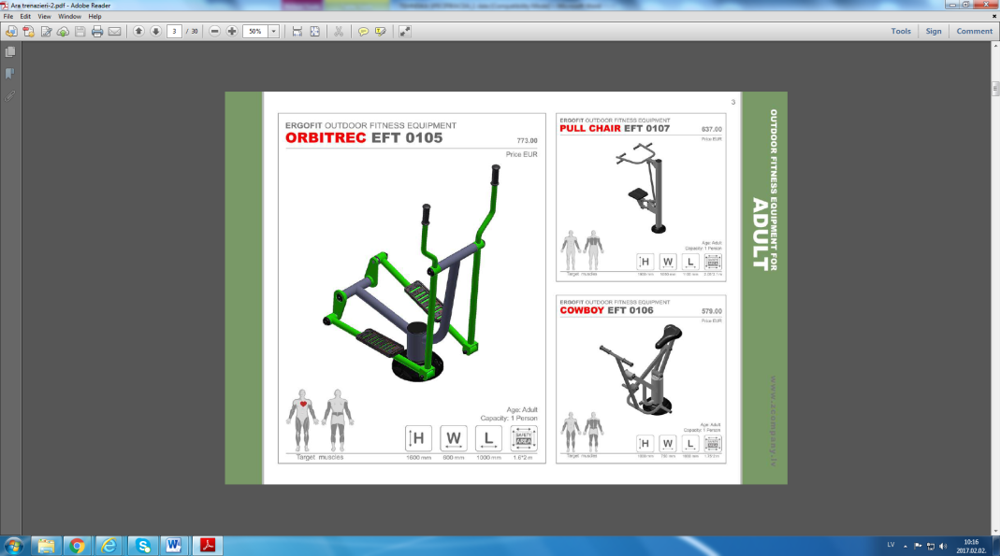 Ara trenazieri-2.pdf - Adobe Reader
File Edit View Window Help
3 / 30
50%
Tools Sign Comment
3
ERGOFIT OUTDOOR FITNESS EQUIPMENT
ORBITREC EFT 0105
773.00
Price EUR
Age: Adult
Capacity: 1 Person
H W L SAFETY AREA
Target muscles
1600 mm 600 mm 1000 mm 1.6*2 m
ERGOFIT OUTDOOR FITNESS EQUIPMENT
PULL CHAIR EFT 0107
637.00
Price EUR
Age: Adult
Capacity: 1 Person
H W L
Target muscles
ERGOFIT OUTDOOR FITNESS EQUIPMENT
COWBOY EFT 0106
579.00
Price EUR
Age: Adult
Capacity: 1 Person
H W L
Target muscles
OUTDOOR FITNESS EQUIPMENT FOR
ADULT
LV
10:16
2017.02.02.